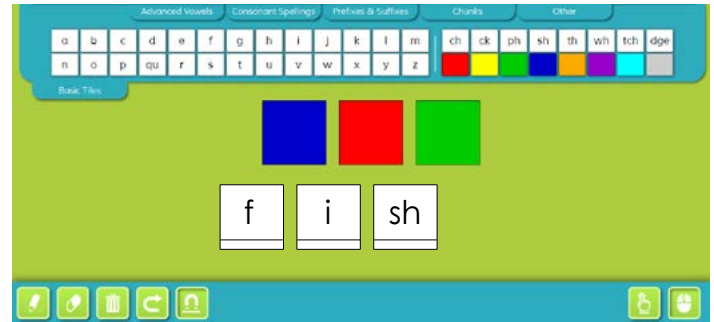 Advanced Vowels Consonant Spellings Prefixes & Suffixes Chunks Other
a b c d e f g h i j k l m ch ck ph sh th wh tch dge
n o p qu r s t u v w x y z
Basic Tiles
f i sh